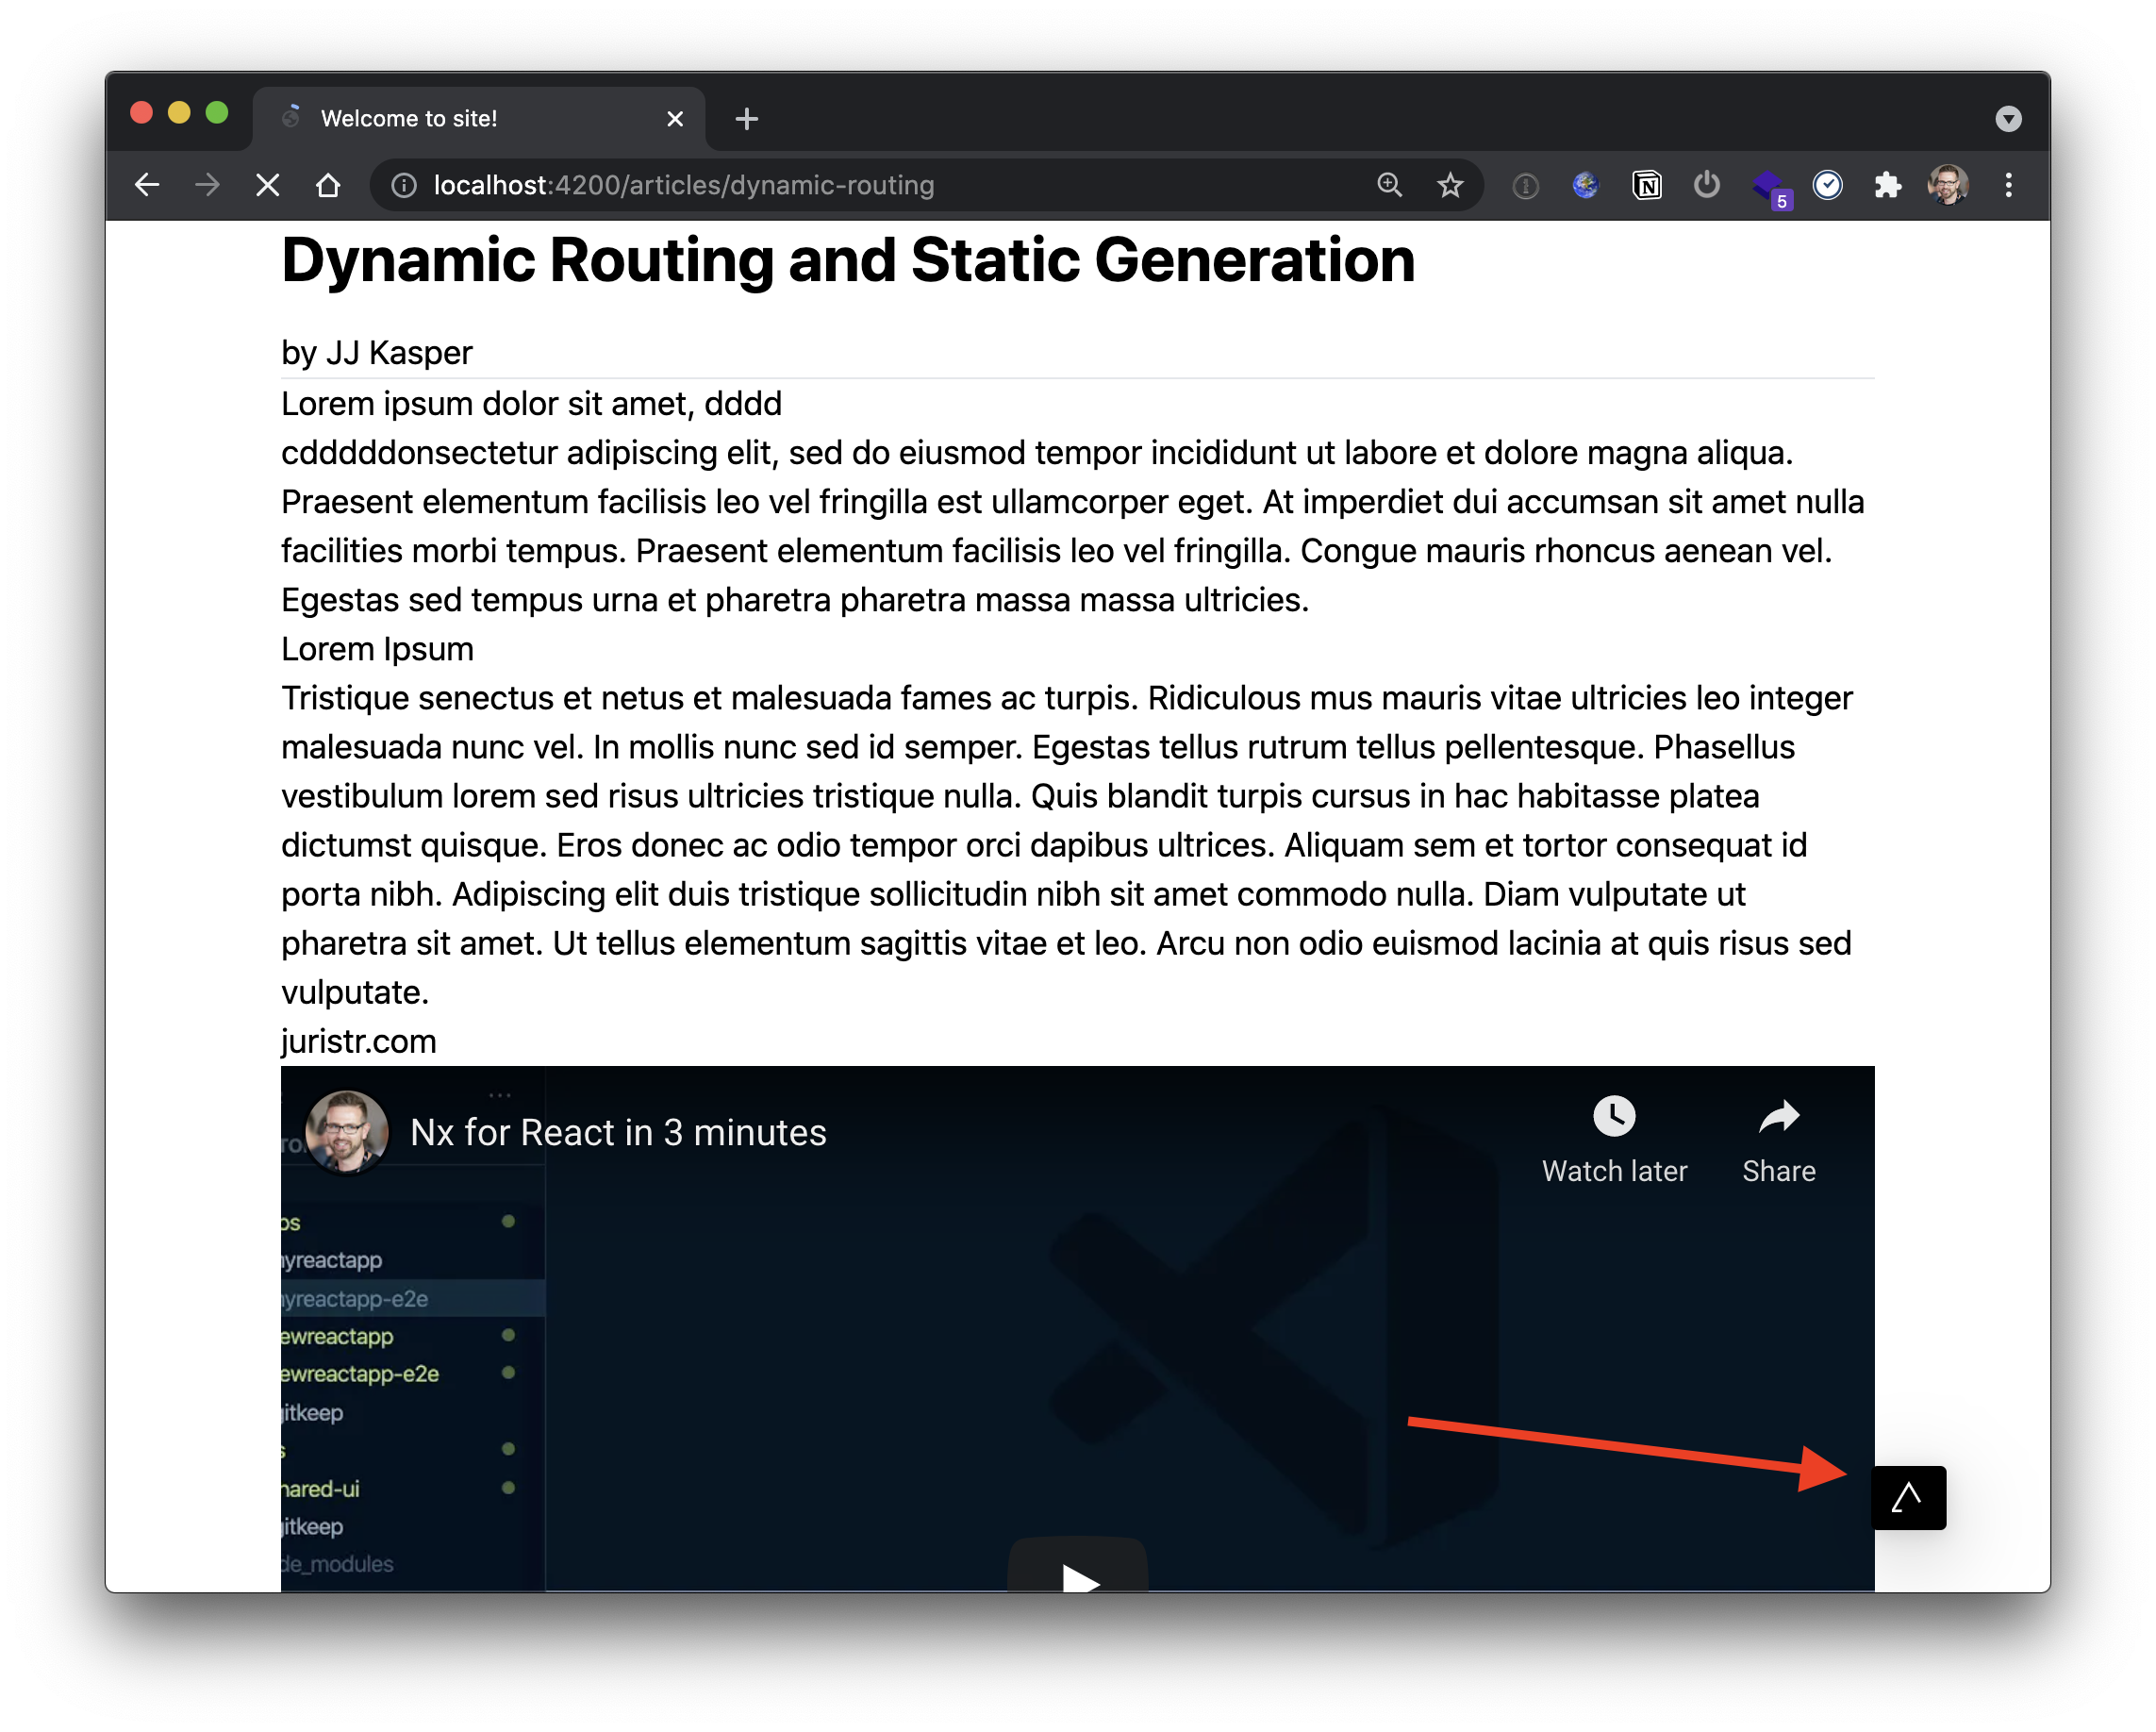 Welcome to site!
localhost:4200/articles/dynamic-routing
N
5
Dynamic Routing and Static Generation
by JJ Kasper
Lorem ipsum dolor sit amet, dddd
cdddddonsectetur adipiscing elit, sed do eiusmod tempor incididunt ut labore et dolore magna aliqua.
Praesent elementum facilisis leo vel fringilla est ullamcorper eget. At imperdiet dui accumsan sit amet nulla
facilities morbi tempus. Praesent elementum facilisis leo vel fringilla. Congue mauris rhoncus aenean vel.
Egestas sed tempus urna et pharetra pharetra massa massa ultricies.
Lorem Ipsum
Tristique senectus et netus et malesuada fames ac turpis. Ridiculous mus mauris vitae ultricies leo integer
malesuada nunc vel. In mollis nunc sed id semper. Egestas tellus rutrum tellus pellentesque. Phasellus
vestibulum lorem sed risus ultricies tristique nulla. Quis blandit turpis cursus in hac habitasse platea
dictumst quisque. Eros donec ac odio tempor orci dapibus ultrices. Aliquam sem et tortor consequat id
porta nibh. Adipiscing elit duis tristique sollicitudin nibh sit amet commodo nulla. Diam vulputate ut
pharetra sit amet. Ut tellus elementum sagittis vitae et leo. Arcu non odio euismod lacinia at quis risus sed
vulputate.
juristr.com
Nx for React in 3 minutes
Watch later
Share
ps
yreactapp
yreactapp-e2e
ewreactapp
ewreactapp-e2e
gitkeep
s
hared-ui
gitkeep
de_modules